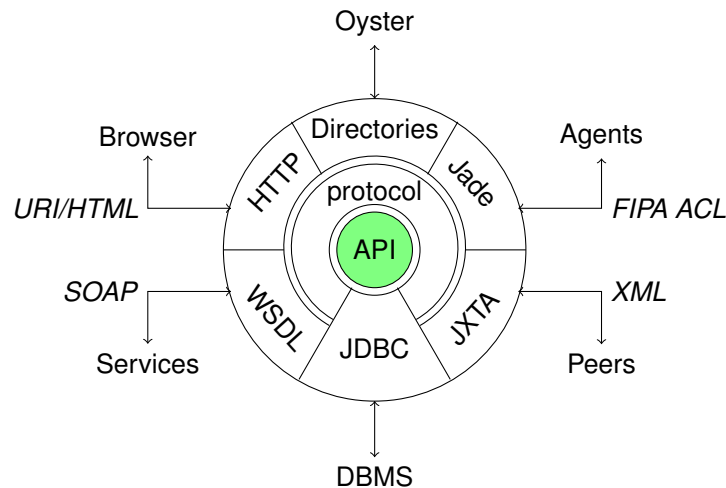 Oyster
Browser
Directories
Agents
HTTP
Jade
protocol
URI/HTML
FIPA ACL
API
SOAP
XML
WSDL
JDBC
JXTA
Services
Peers
DBMS